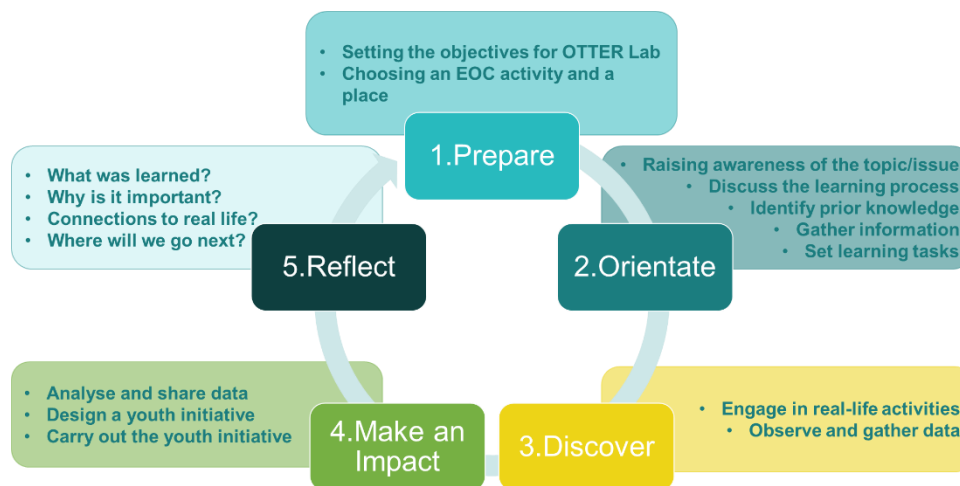 • Setting the objectives for OTTER Lab
• Choosing an EOC activity and a
place
1.Prepare
• Raising awareness of the topic/issue
• Discuss the learning process
• Identify prior knowledge
• Gather information
• Set learning tasks
2.Orientate
• Engage in real-life activities
• Observe and gather data
3.Discover
• Analyse and share data
• Design a youth initiative
• Carry out the youth initiative
4.Make an
Impact
• What was learned?
• Why is it important?
• Connections to real life?
• Where will we go next?
5.Reflect